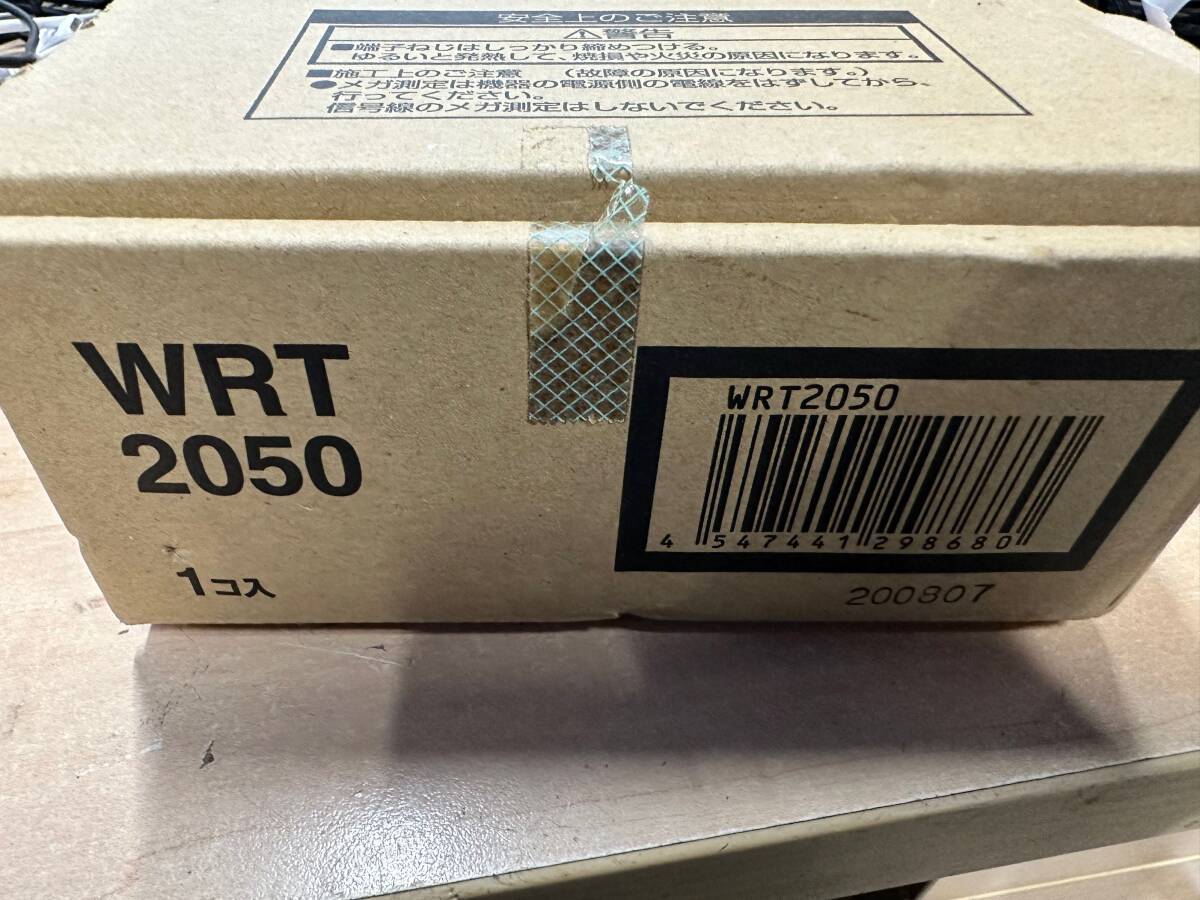 安全上のご注意
⚠警告
■端子ねじはしっかり締めつける。
ゆるいと発熱して、焼損や火災の原因になります。
■施工上のご注意 (故障の原因になります。)
●メガ測定は機器の電源側の電線をはずしてから、
行ってください。
信号線のメガ測定はしないでください。
WRT
2050
1コ入
WRT2050
4 547441 298680
200807